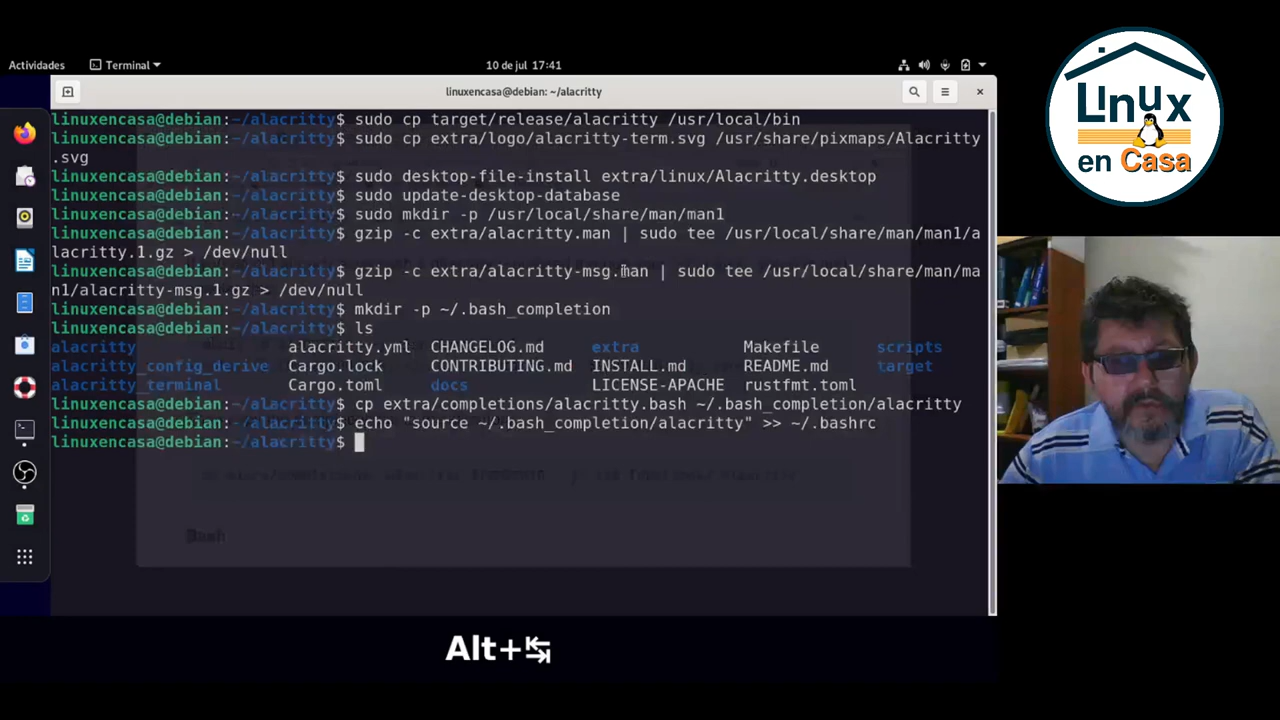 Actividades
Terminal
10 de jul 17:41
linuxencasa@debian: ~/alacritty
linuxencasa@debian:~/alacritty$ sudo cp target/release/alacritty /usr/local/bin
linuxencasa@debian:~/alacritty$ sudo cp extra/logo/alacritty-term.svg /usr/share/pixmaps/Alacritty
.svg
linuxencasa@debian:~/alacritty$ sudo desktop-file-install extra/linux/Alacritty.desktop
linuxencasa@debian:~/alacritty$ sudo update-desktop-database
linuxencasa@debian:~/alacritty$ sudo mkdir -p /usr/local/share/man/man1
linuxencasa@debian:~/alacritty$ gzip -c extra/alacritty.man | sudo tee /usr/local/share/man/man1/a
lacritty.1.gz > /dev/null
linuxencasa@debian:~/alacritty$ gzip -c extra/alacritty-msg.man | sudo tee /usr/local/share/man/ma
n1/alacritty-msg.1.gz > /dev/null
linuxencasa@debian:~/alacritty$ mkdir -p ~/.bash_completion
linuxencasa@debian:~/alacritty$ ls
alacritty alacritty.yml CHANGELOG.md extra Makefile scripts
alacritty_config_derive Cargo.lock CONTRIBUTING.md INSTALL.md README.md target
alacritty_terminal Cargo.toml docs LICENSE-APACHE rustfmt.toml
linuxencasa@debian:~/alacritty$ cp extra/completions/alacritty.bash ~/.bash_completion/alacritty
linuxencasa@debian:~/alacritty$ echo "source ~/.bash_completion/alacritty" >> ~/.bashrc
linuxencasa@debian:~/alacritty$
Bash
Alt+↹
Linux
en Casa